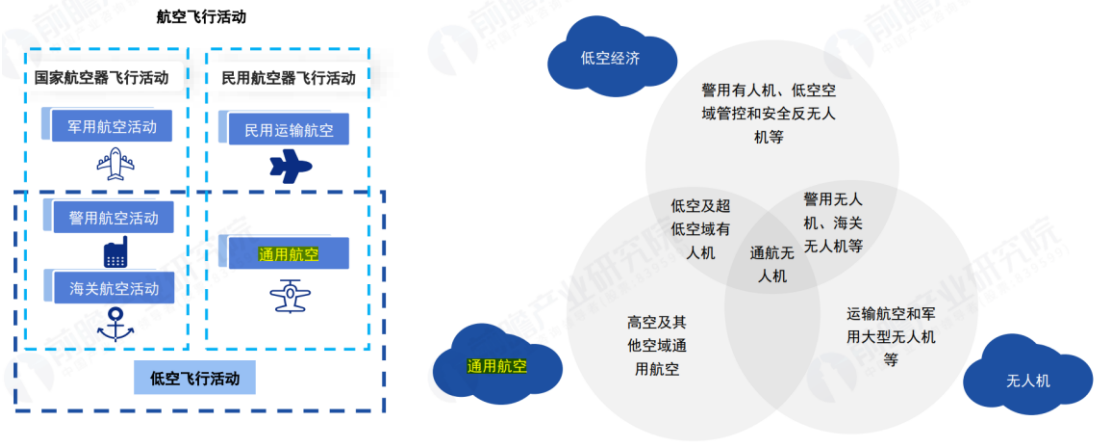 航空飞行活动
国家航空器飞行活动
民用航空器飞行活动
军用航空活动
民用运输航空
警用航空活动
通用航空
海关航空活动
低空飞行活动
低空经济
警用有人机、低空空
域管控和安全反无人
机等
低空及超
低空域有
人机
警用无人
机、海关
无人机等
通航无
人机
高空及其
他空域通
用航空
运输航空和军
用大型无人机
等
通用航空
无人机
前瞻产业研究院